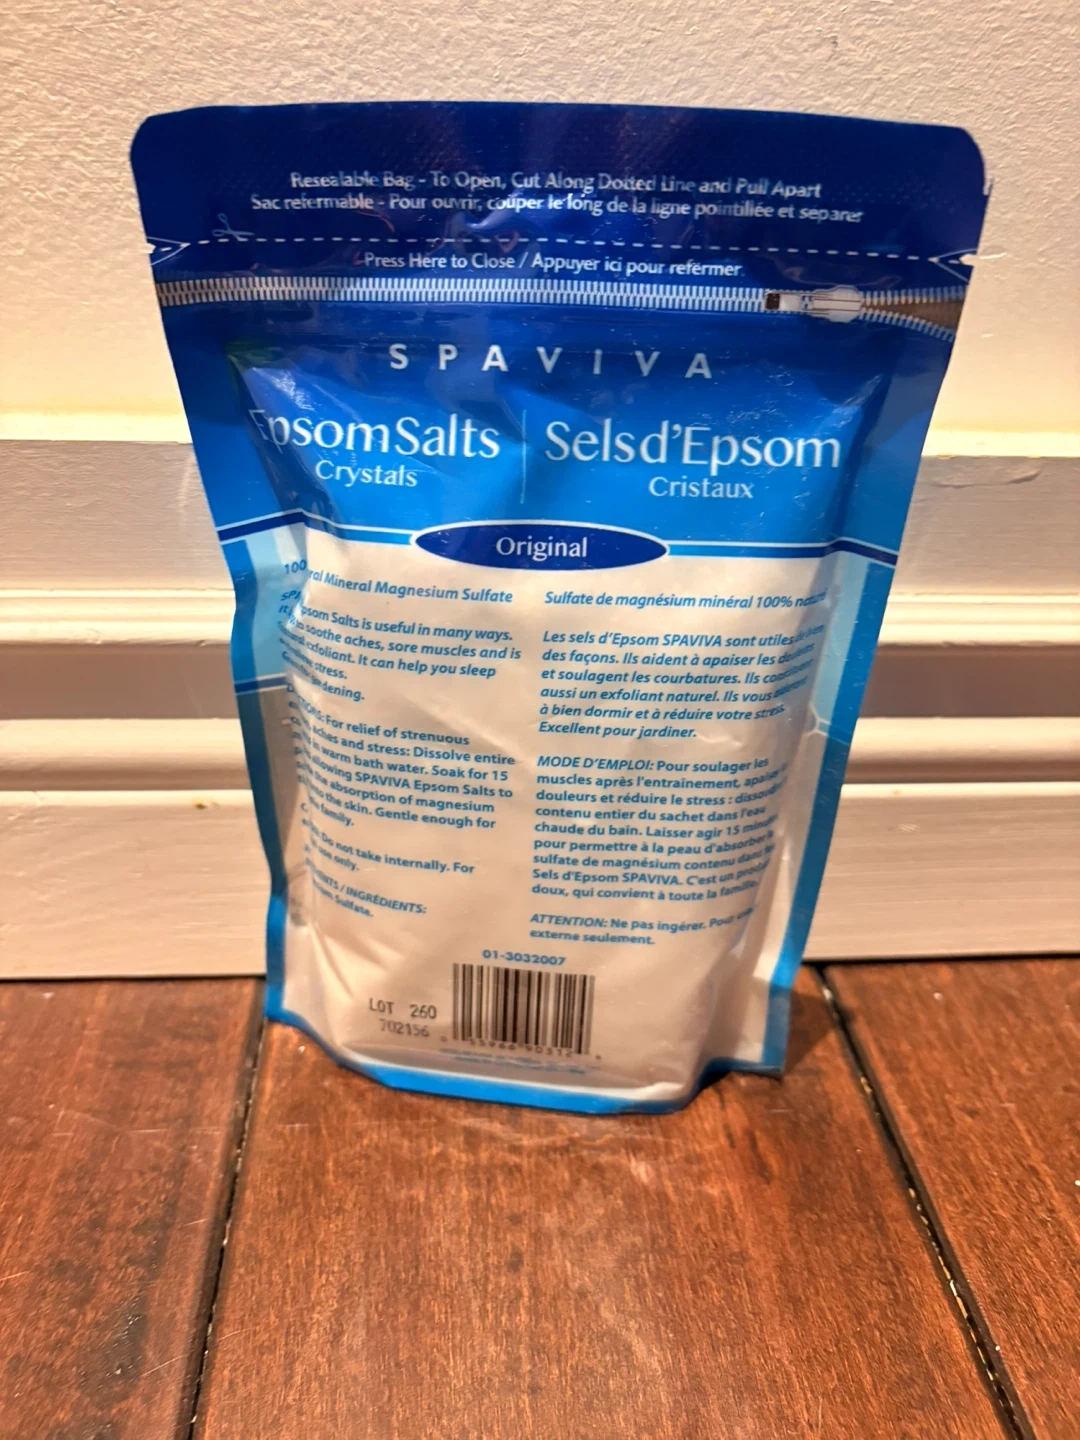 Resealable Bag - To Open, Cut Along Dotted Line and Pull Apart
Sac refermable - Pour ouvrir, couper le long de la ligne pointillée et separer
Press Here to Close / Appuyer ici pour refermer
SPAVIVA
Epsom Salts
Crystals
Sels d'Epsom
Cristaux
Original
100
Mineral Magnesium Sulfate
Salts is useful in many ways.
soothe aches, sore muscles and is
exfoliant. It can help you sleep
stress.
gardening.
For relief of strenuous
aches and stress: Dissolve entire
in warm bath water. Soak for 15
allowing SPAVIVA Epsom Salts to
the absorption of magnesium
the skin. Gentle enough for
family.
Do not take internally. For
only.
/ INGRÉDIENTS:
Sulfate.
Sulfate de magnésium minéral 100%
Les sels d'Epsom SPAVIVA sont utiles
des façons. Ils aident à apaiser les
et soulagent les courbatures. Ils
aussi un exfoliant naturel. Ils vous
à bien dormir et à réduire votre stress.
Excellent pour jardiner.
MODE D'EMPLOI: Pour soulager les
muscles après l'entrainement,
douleurs et réduire le stress :
contenu entier du sachet dans l'eau
chaude du bain. Laisser agir 15
pour permettre à la peau d'absorber
sulfate de magnésium contenu dans
Sels d'Epsom SPAVIVA. C'est un
doux, qui convient à toute la famille.
ATTENTION: Ne pas ingérer. Pour
externe seulement.
01-3032007
LOT 260
702156